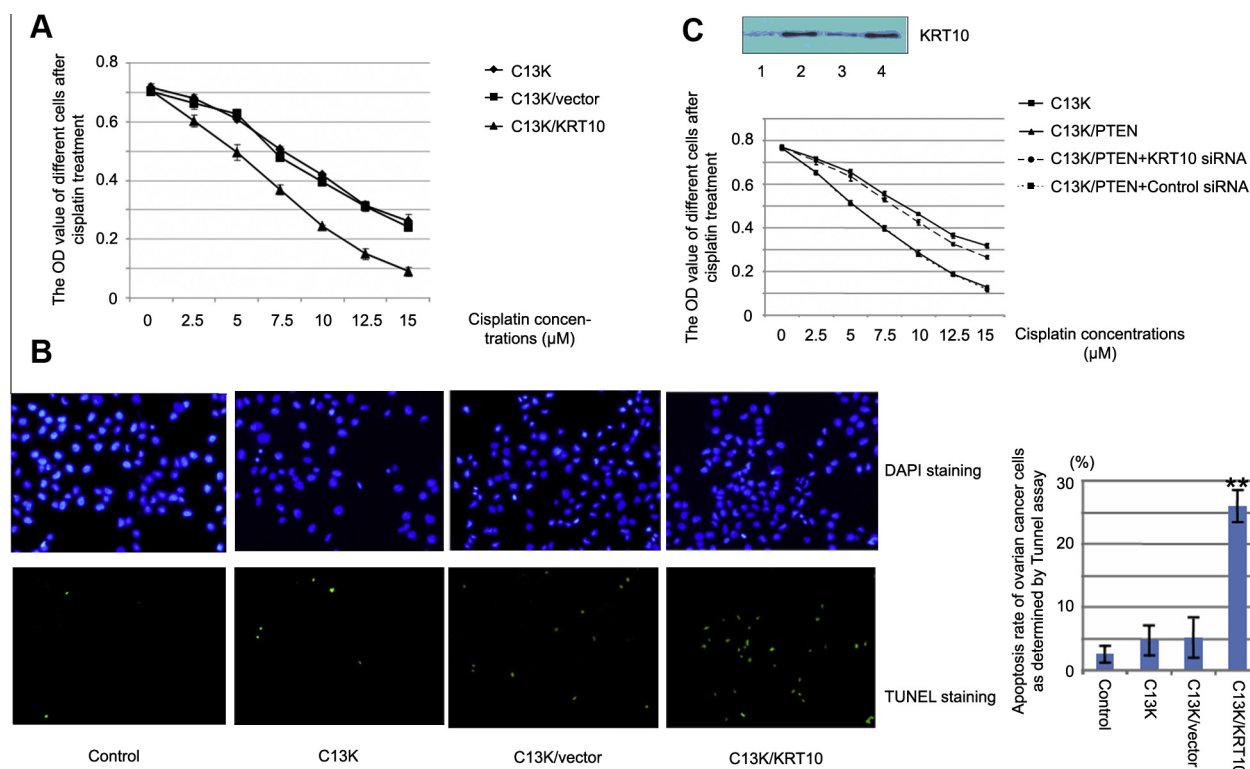 A
The OD value of different cells after
cisplatin treatment
0.8
0.6
0.4
0.2
0
0 2.5 5 7.5 10 12.5 15
Cisplatin concen-
trations (µM)
C13K
C13K/vector
C13K/KRT10
C
KRT10
1 2 3 4
The OD value of different cells after
cisplatin treatment
0.8
0.6
0.4
0.2
0
0 2.5 5 7.5 10 12.5 15
Cisplatin concentrations
(µM)
C13K
C13K/PTEN
C13K/PTEN+KRT10 siRNA
C13K/PTEN+Control siRNA
B
DAPI staining
TUNEL staining
Control
C13K
C13K/vector
C13K/KRT10
Apoptosis rate of ovarian cancer cells
as determined by Tunnel assay
(%)
30
20
10
0
**
Control
C13K
C13K/vector
C13K/KRT10